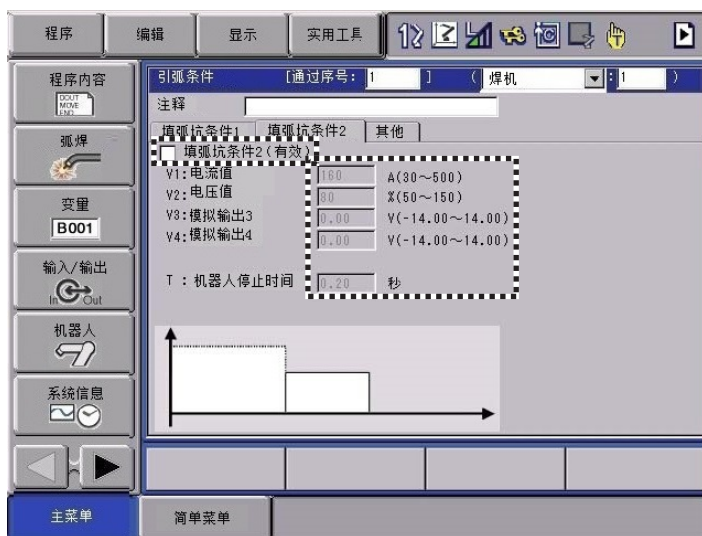 程序
编辑
显示
实用工具
程序内容
DOUT
MOVE
END
弧焊
变量
B001
输入/输出
In Out
机器人
系统信息
引弧条件 [通过序号: 1 ] ( 焊机 : 1 )
注释
填弧坑条件1 填弧坑条件2 其他
填弧坑条件2(有效)
V1:电流值 160 A(30~500)
V2:电压值 80 %(50~150)
V3:模拟输出3 0.00 V(-14.00~14.00)
V4:模拟输出4 0.00 V(-14.00~14.00)
T :机器人停止时间 0.20 秒
主菜单
简单菜单